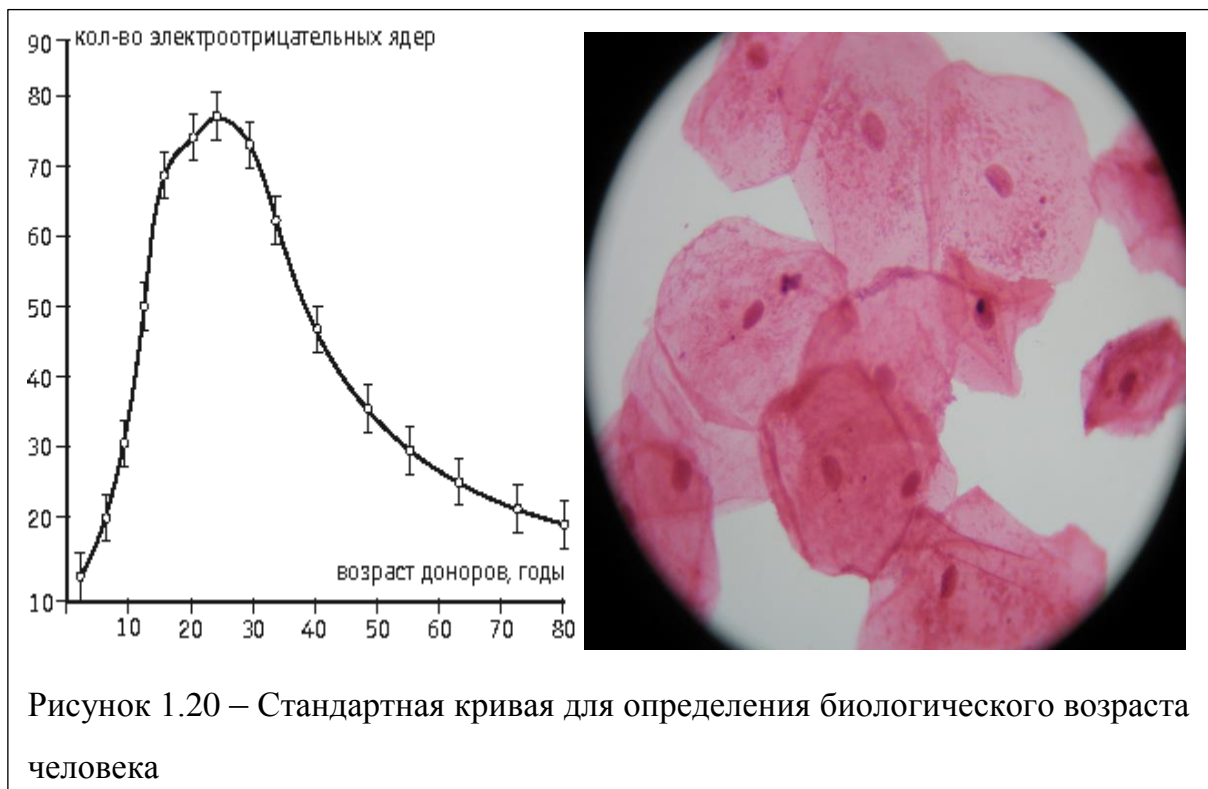 кол-во электроотрицательных ядер
90
80
70
60
50
40
30
20
10
возраст доноров, годы
10 20 30 40 50 60 70 80
Рисунок 1.20 – Стандартная кривая для определения биологического возраста
человека